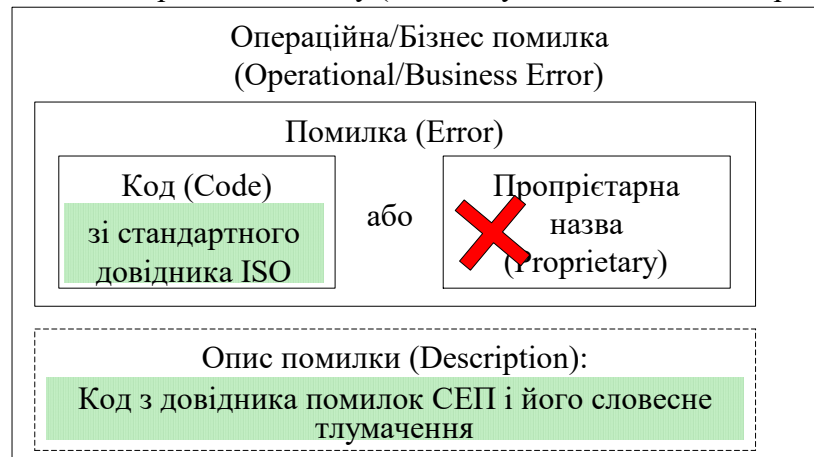 Операційна/Бізнес помилка
(Operational/Business Error)
Помилка (Error)
Код (Code)
зі стандартного
довідника ISO
або
Пропрієтарна
назва
(Proprietary)
Опис помилки (Description):
Код з довідника помилок СЕП і його словесне
тлумачення